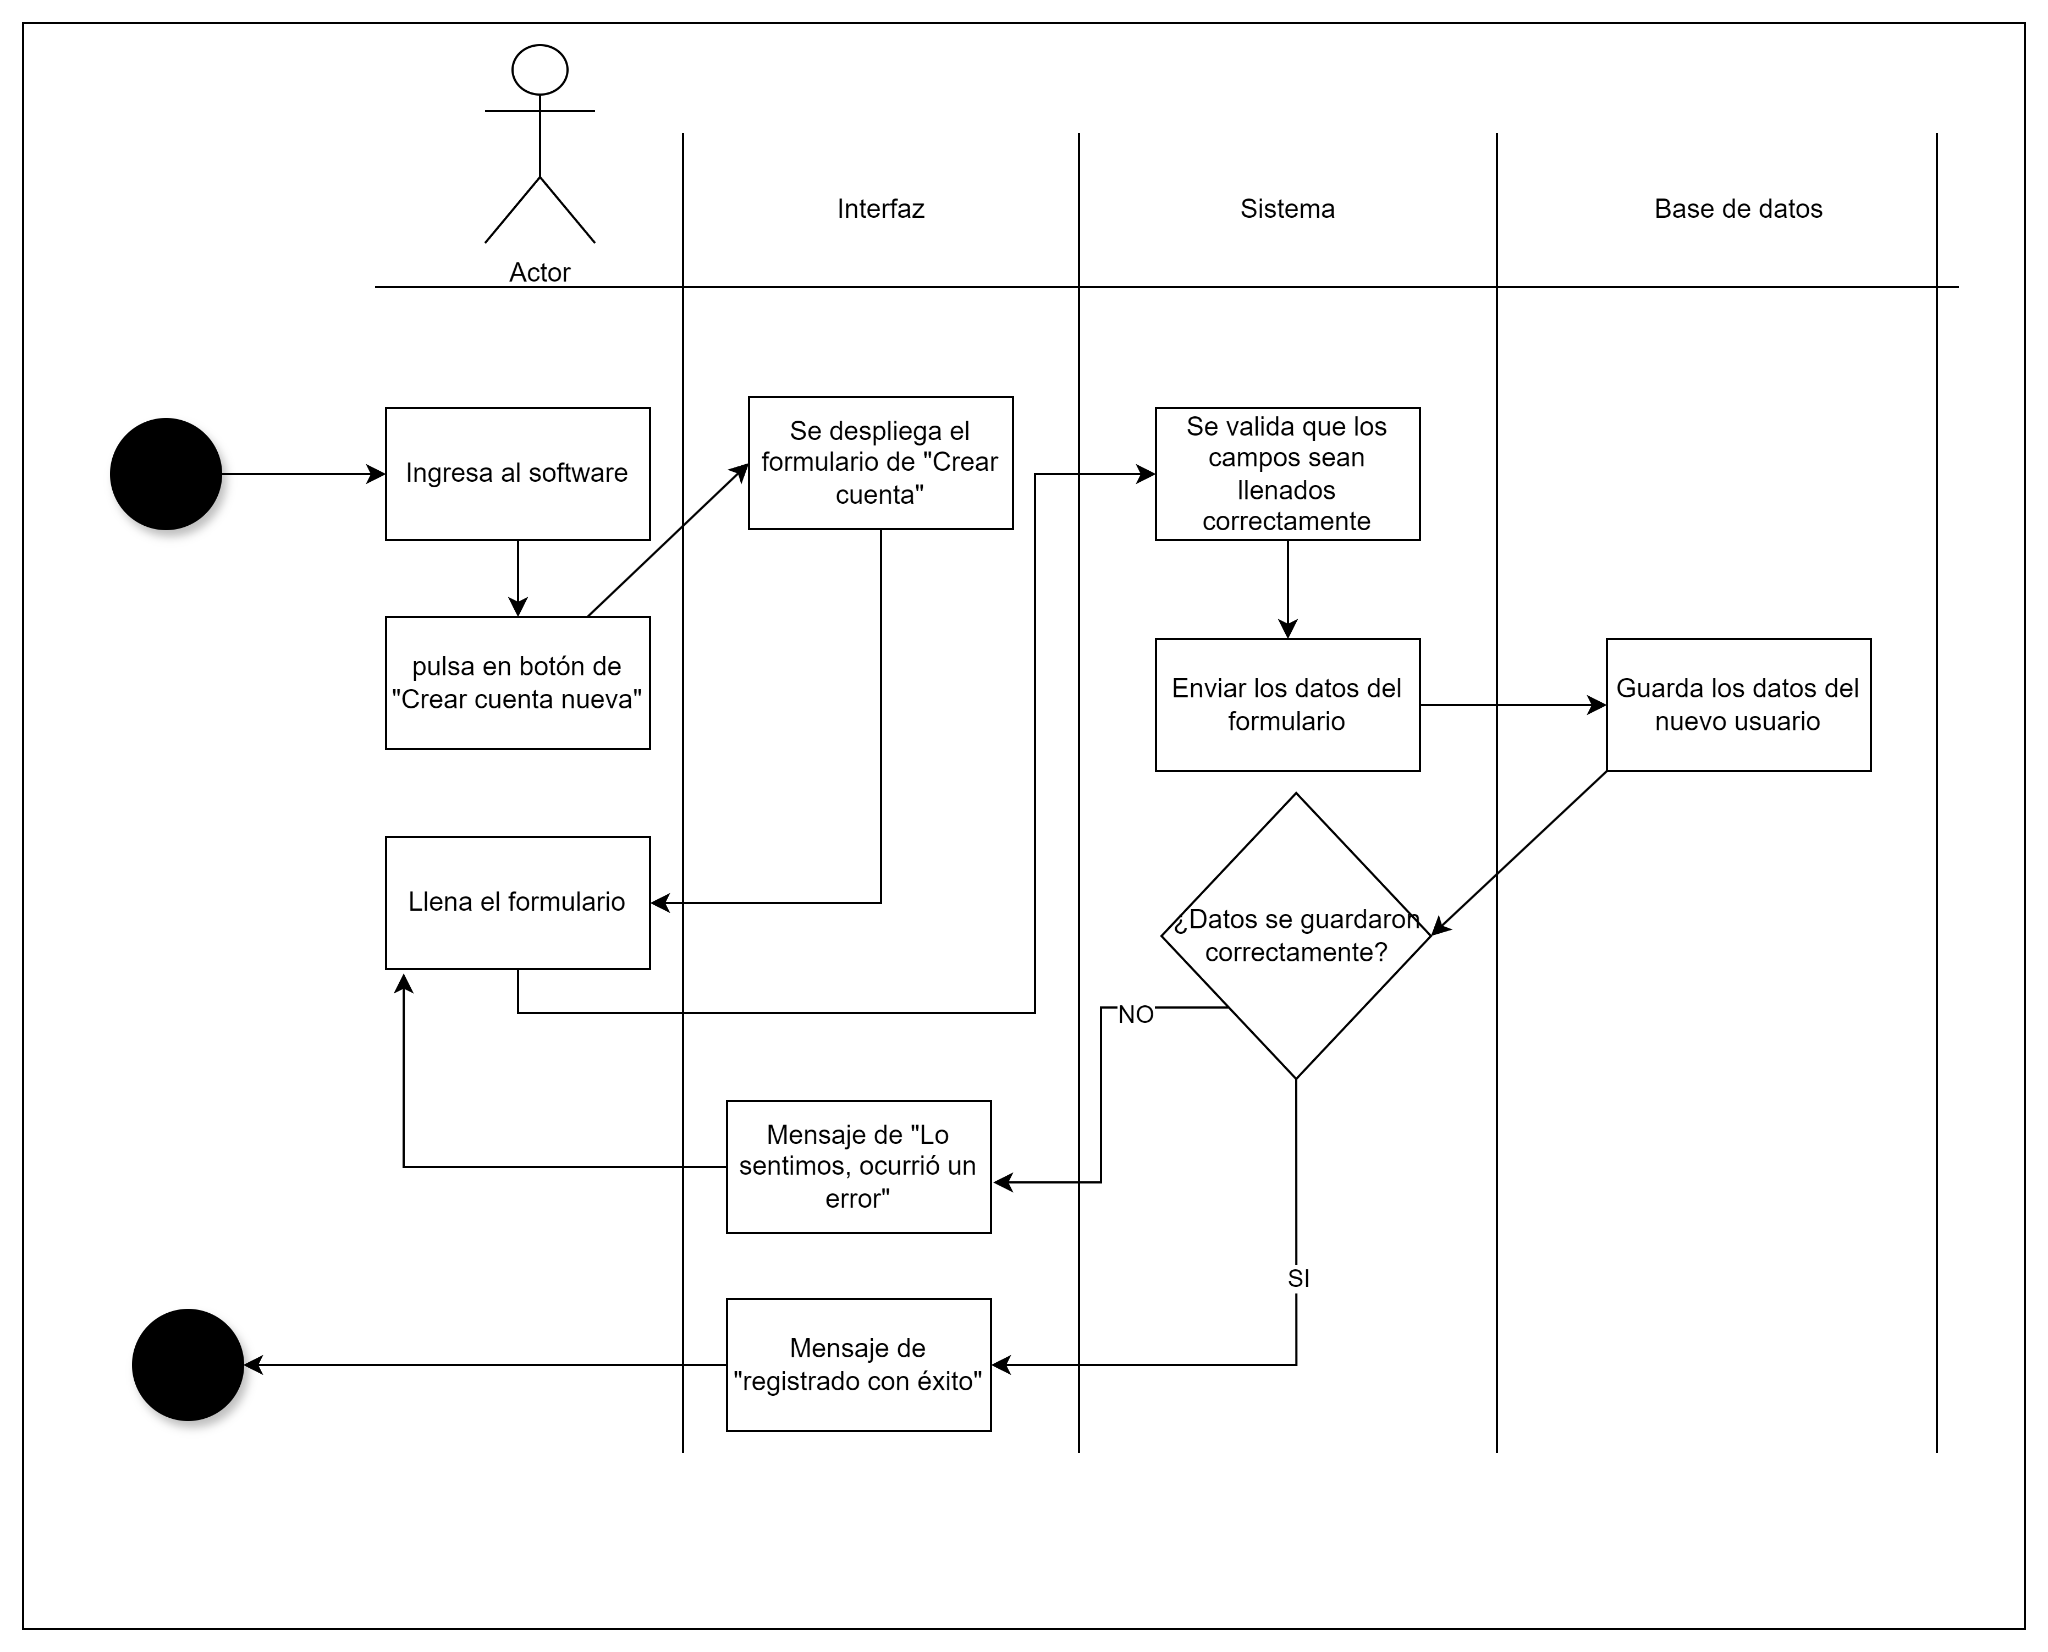 Actor
Interfaz
Sistema
Base de datos
Ingresa al software
Se despliega el
formulario de "Crear
cuenta"
Se valida que los
campos sean
llenados
correctamente
pulsa en botón de
"Crear cuenta nueva"
Enviar los datos del
formulario
Guarda los datos del
nuevo usuario
Llena el formulario
¿Datos se guardaron
correctamente?
NO
Mensaje de "Lo
sentimos, ocurrió un
error"
SI
Mensaje de
"registrado con éxito"